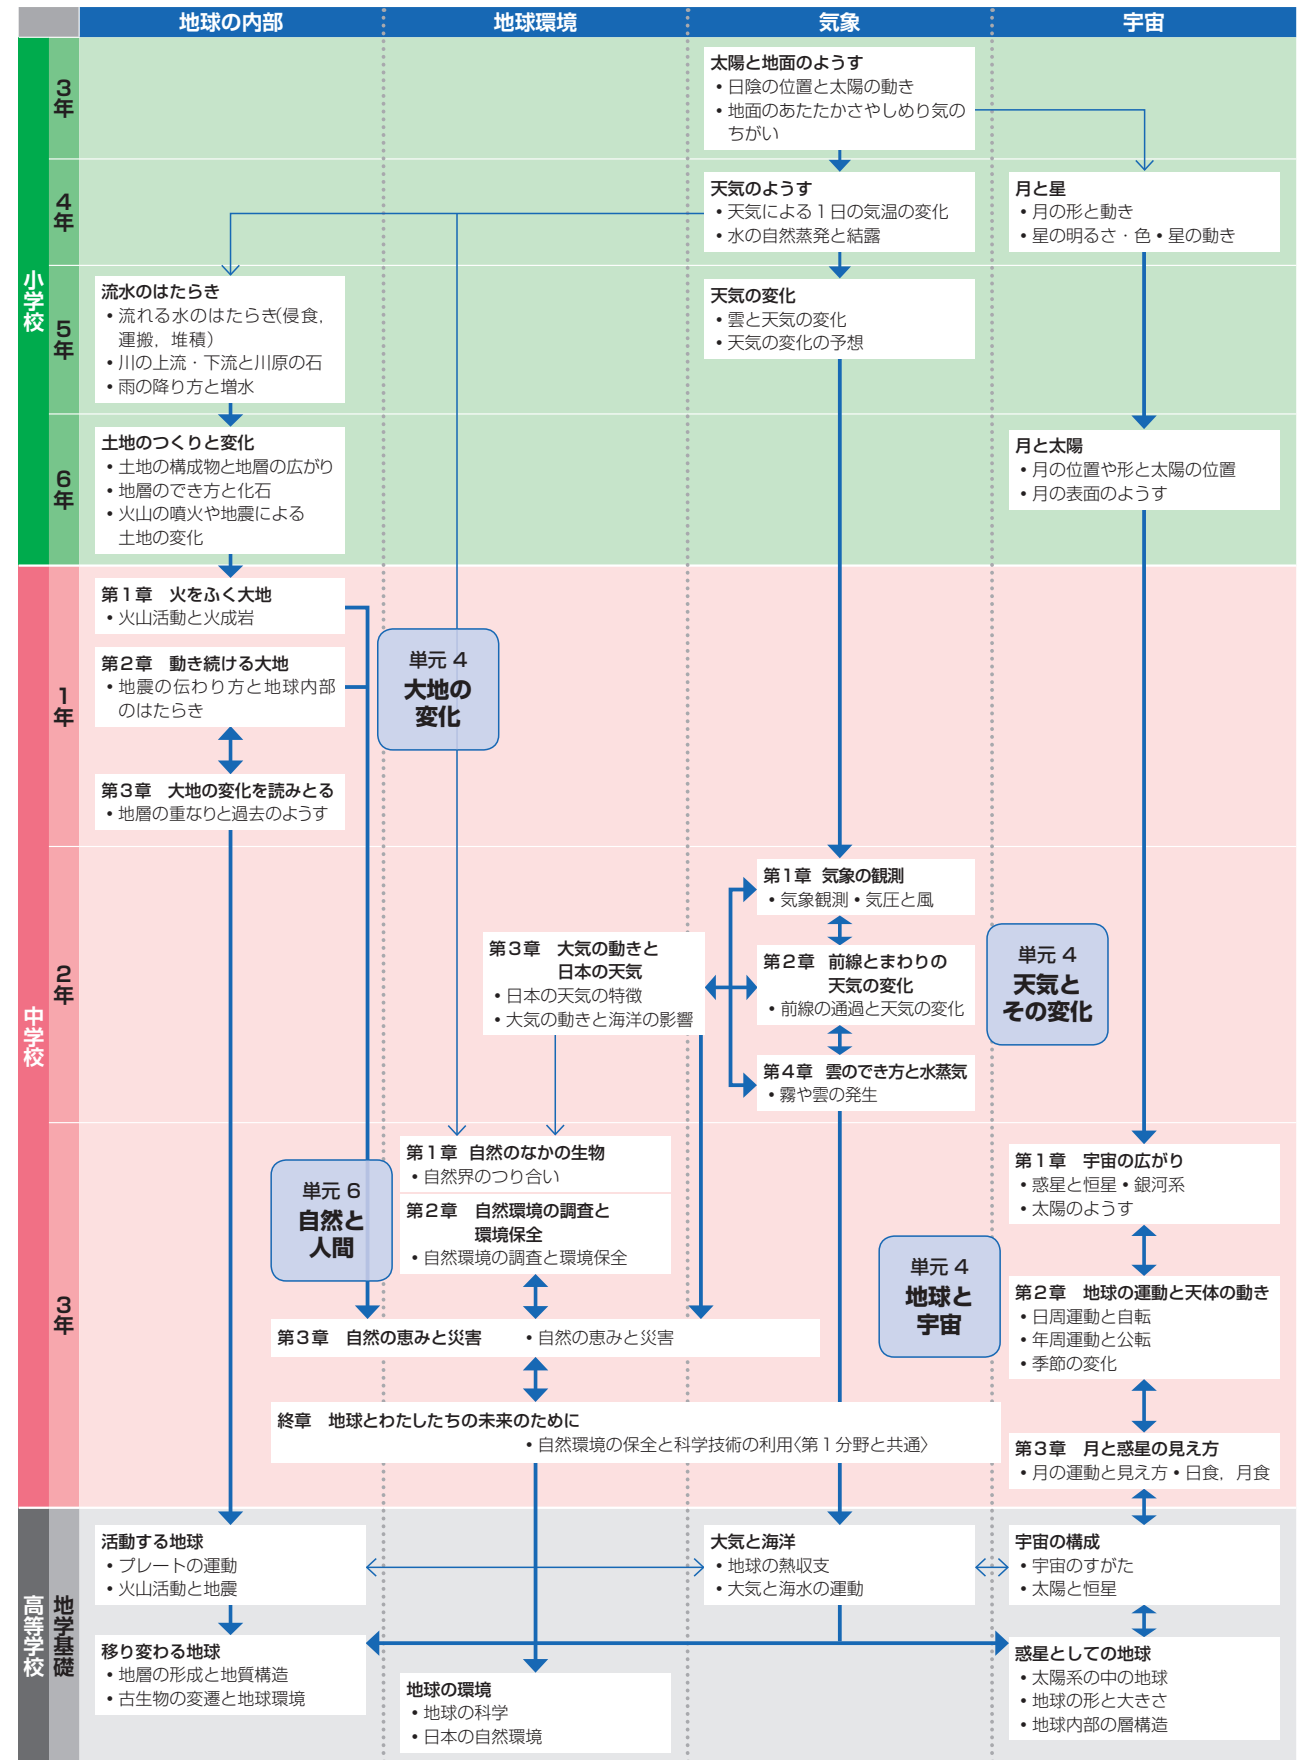 地球の内部
地球環境
気象
宇宙
小学校
3年
太陽と地面のようす
•日陰の位置と太陽の動き
•地面のあたたかさやしめり気の
ちがい
4年
天気のようす
•天気による1日の気温の変化
•水の自然蒸発と結露
月と星
•月の形と動き
•星の明るさ・色•星の動き
5年
流水のはたらき
•流れる水のはたらき(侵食,
運搬,堆積)
•川の上流・下流と川原の石
•雨の降り方と増水
天気の変化
•雲と天気の変化
•天気の変化の予想
6年
土地のつくりと変化
•土地の構成物と地層の広がり
•地層のでき方と化石
•火山の噴火や地震による
土地の変化
月と太陽
•月の位置や形と太陽の位置
•月の表面のようす
中学校
1年
第1章 火をふく大地
•火山活動と火成岩
第2章 動き続ける大地
•地震の伝わり方と地球内部
のはたらき
第3章 大地の変化を読みとる
•地層の重なりと過去のようす
単元 4
大地の
変化
2年
第1章 気象の観測
•気象観測•気圧と風
第3章 大気の動きと
日本の天気
•日本の天気の特徴
•大気の動きと海洋の影響
第2章 前線とまわりの
天気の変化
•前線の通過と天気の変化
第4章 雲のでき方と水蒸気
•霧や雲の発生
単元 4
天気と
その変化
3年
第1章 自然のなかの生物
•自然界のつり合い
第2章 自然環境の調査と
環境保全
•自然環境の調査と環境保全
単元 6
自然と
人間
第3章 自然の恵みと災害 •自然の恵みと災害
終章 地球とわたしたちの未来のために
•自然環境の保全と科学技術の利用〈第1分野と共通〉
単元 4
地球と
宇宙
第1章 宇宙の広がり
•惑星と恒星•銀河系
•太陽のようす
第2章 地球の運動と天体の動き
•日周運動と自転
•年周運動と公転
•季節の変化
第3章 月と惑星の見え方
•月の運動と見え方•日食,月食
高等学校
地学基礎
活動する地球
•プレートの運動
•火山活動と地震
大気と海洋
•地球の熱収支
•大気と海水の運動
宇宙の構成
•宇宙のすがた
•太陽と恒星
移り変わる地球
•地層の形成と地質構造
•古生物の変遷と地球環境
地球の環境
•地球の科学
•日本の自然環境
惑星としての地球
•太陽系の中の地球
•地球の形と大きさ
•地球内部の層構造